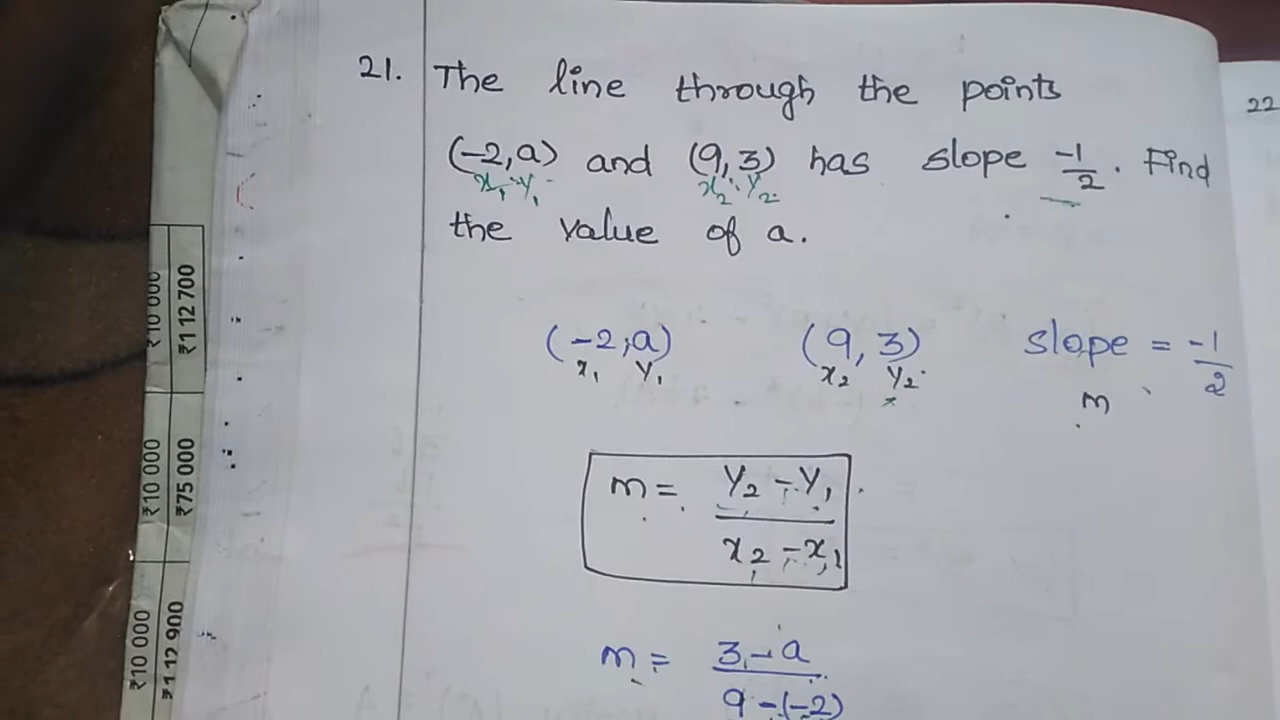 21. The line through the points
(-2, a) and (9, 3) has slope -1/2. Find
x₁ y₁ x₂ y₂
the value of a.
(-2, a) (9, 3) slope = -1/2
x₁ y₁ x₂ y₂ m
m = y₂ - y₁ / x₂ - x₁
m = 3 - a / 9 - (-2)
22
₹10 000 ₹1 12 700
₹10 000 ₹75 000
₹10 000 ₹1 12 900